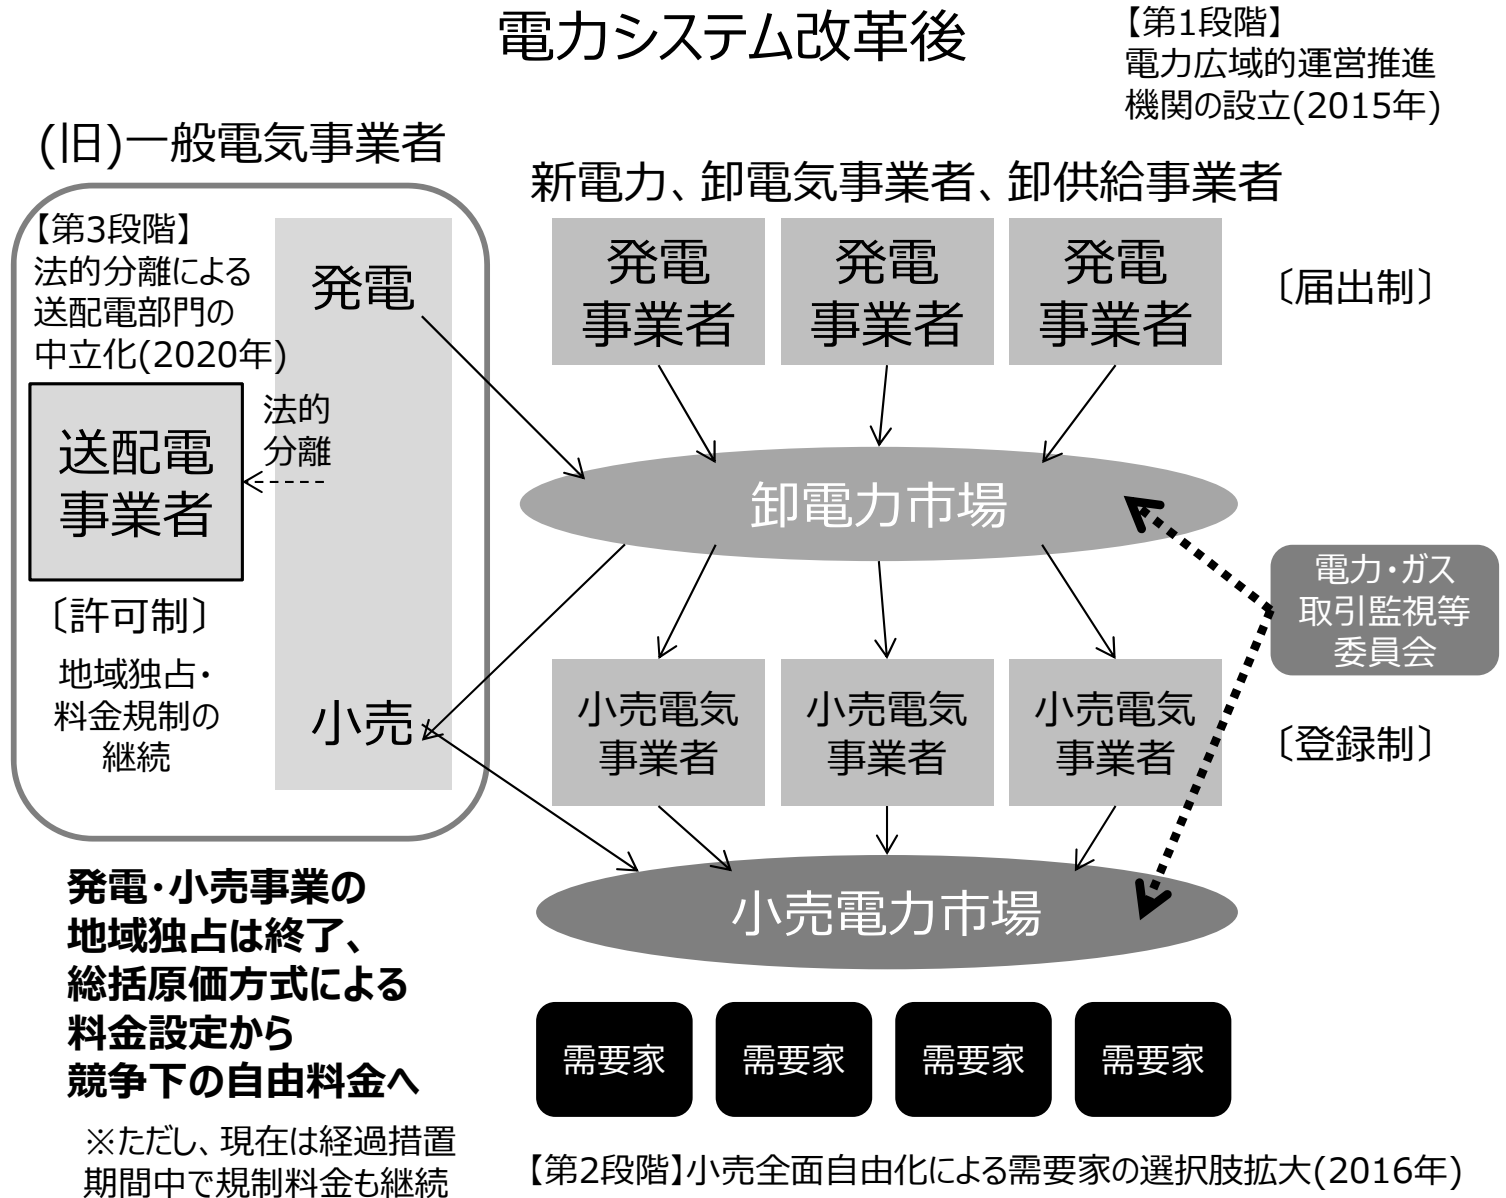 電力システム改革後
【第1段階】
電力広域的運営推進
機関の設立(2015年)
(旧)一般電気事業者
新電力、卸電気事業者、卸供給事業者
【第3段階】
法的分離による
送配電部門の
中立化(2020年)
発電
法的
分離
送配電
事業者
〔許可制〕
地域独占・
料金規制の
継続
小売
発電
事業者
発電
事業者
発電
事業者
〔届出制〕
卸電力市場
電力・ガス
取引監視等
委員会
小売電気
事業者
小売電気
事業者
小売電気
事業者
〔登録制〕
小売電力市場
発電・小売事業の
地域独占は終了、
総括原価方式による
料金設定から
競争下の自由料金へ
※ただし、現在は経過措置
期間中で規制料金も継続
需要家
需要家
需要家
需要家
【第2段階】小売全面自由化による需要家の選択肢拡大(2016年)